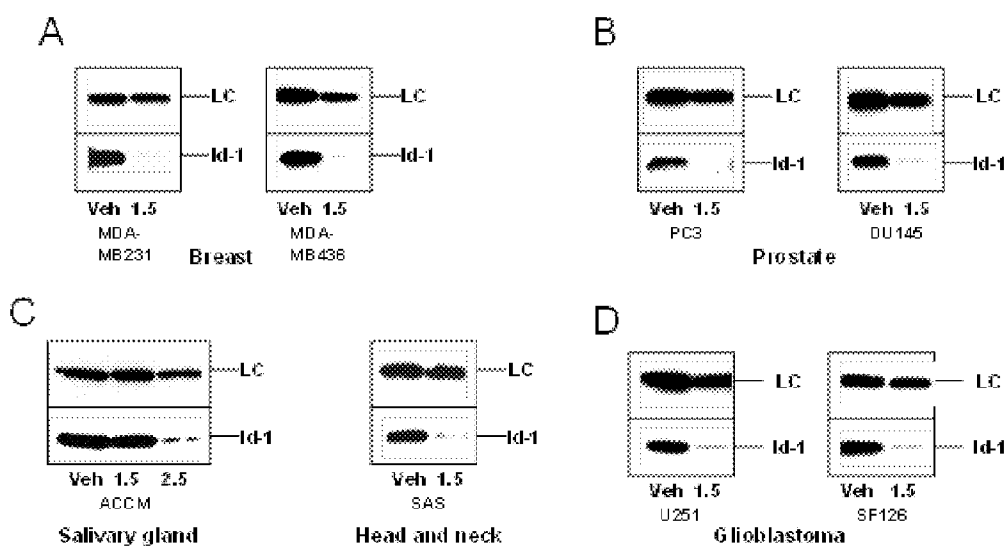 A
LC LC
Id-1 Id-1
Veh 1.5 Veh 1.5
MDA- MDA-
MB231 MB436
Breast
B
LC LC
Id-1 Id-1
Veh 1.5 Veh 1.5
PC3 DU145
Prostate
C
LC LC
Id-1 Id-1
Veh 1.5 2.5 Veh 1.5
ACCM SAS
Salivary gland Head and neck
D
LC LC
Id-1 Id-1
Veh 1.5 Veh 1.5
U251 SF126
Glioblastoma